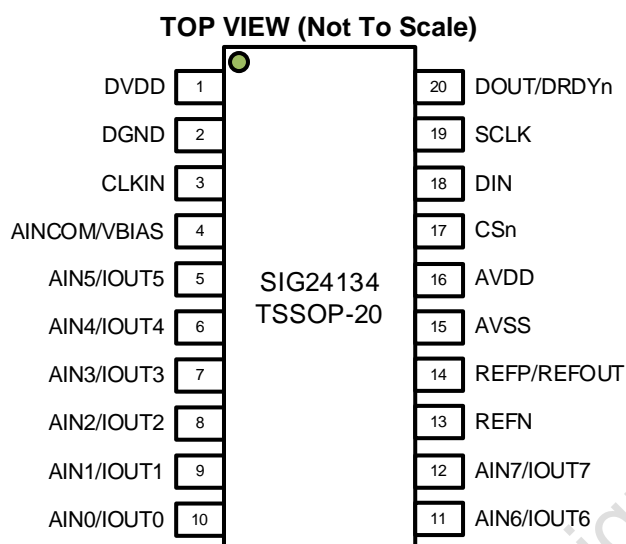 TOP VIEW (Not To Scale)
DVDD 1
DGND 2
CLKIN 3
AINCOM/VBIAS 4
AIN5/IOUT5 5
AIN4/IOUT4 6
AIN3/IOUT3 7
AIN2/IOUT2 8
AIN1/IOUT1 9
AIN0/IOUT0 10
SIG24134
TSSOP-20
20 DOUT/DRDYn
19 SCLK
18 DIN
17 CSn
16 AVDD
15 AVSS
14 REFP/REFOUT
13 REFN
12 AIN7/IOUT7
11 AIN6/IOUT6